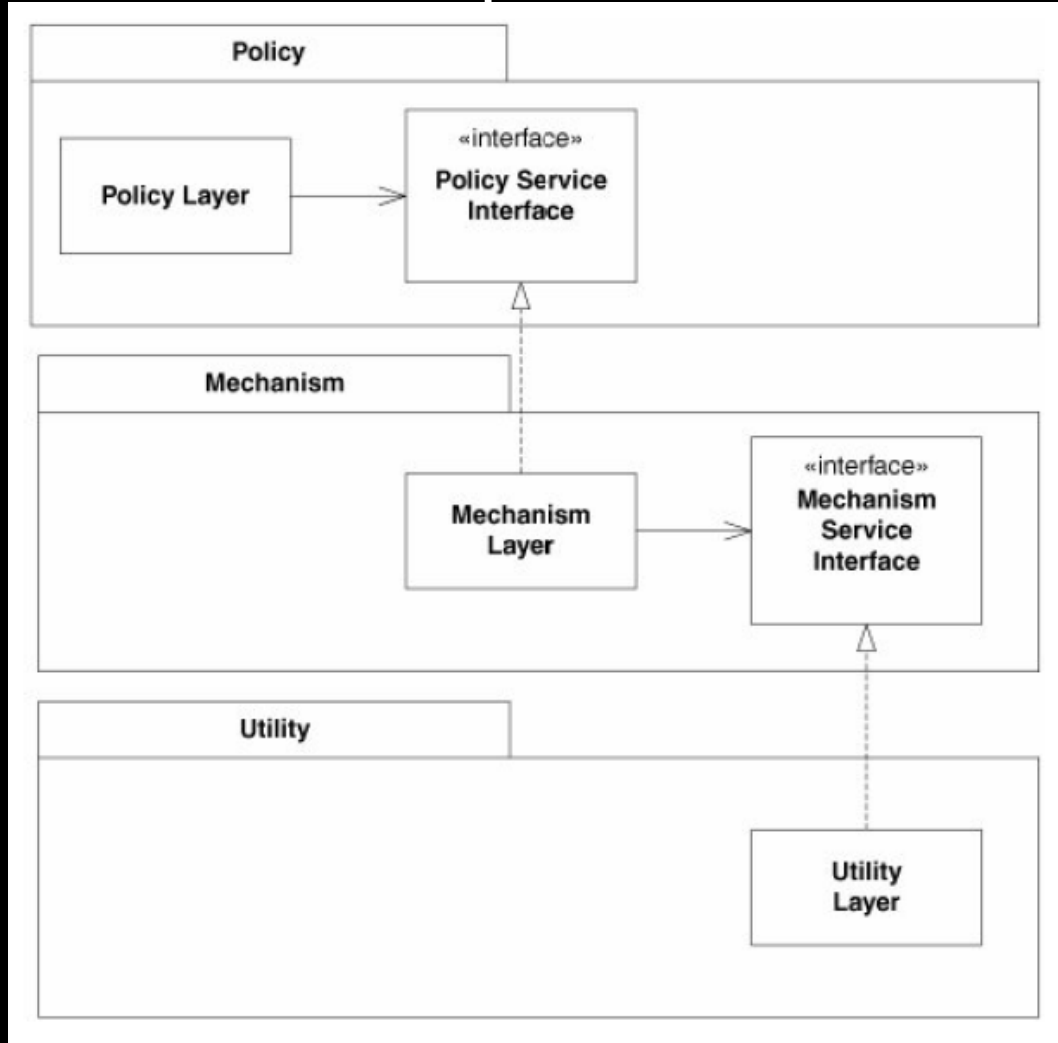 Policy
Policy Layer
«interface»
Policy Service
Interface
Mechanism
Mechanism
Layer
«interface»
Mechanism
Service
Interface
Utility
Utility
Layer